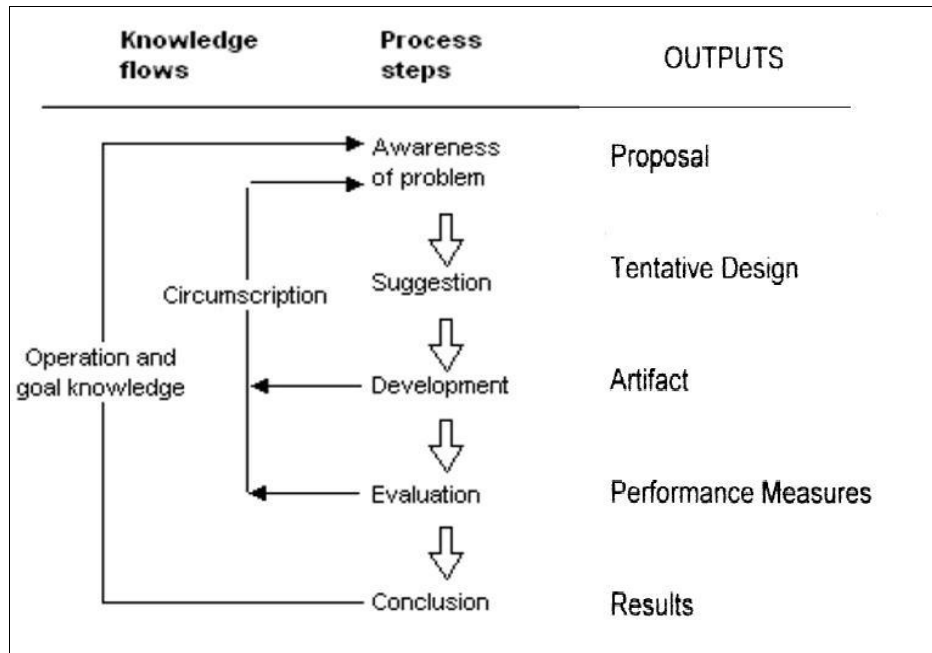 Knowledge
flows
Process
steps
OUTPUTS
Awareness
of problem
Proposal
Suggestion
Tentative Design
Circumscription
Operation and
goal knowledge
Development
Artifact
Evaluation
Performance Measures
Conclusion
Results